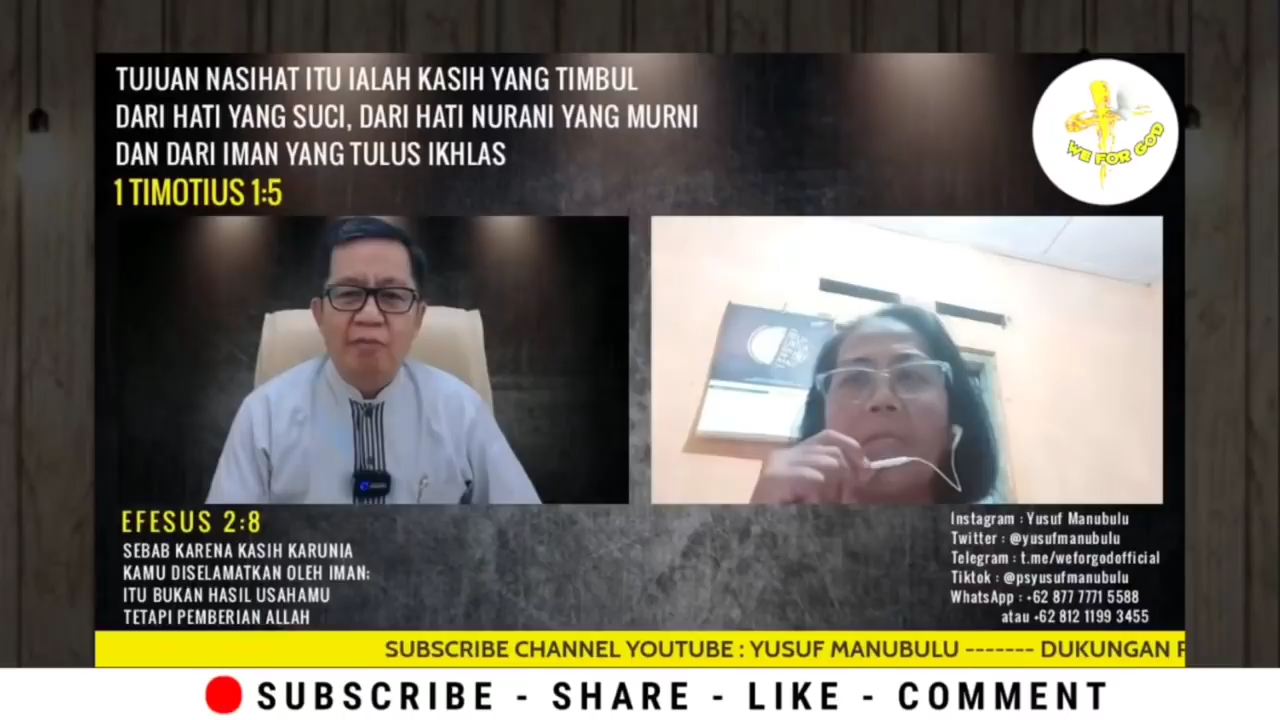 TUJUAN NASIHAT ITU IALAH KASIH YANG TIMBUL
DARI HATI YANG SUCI, DARI HATI NURANI YANG MURNI
DAN DARI IMAN YANG TULUS IKHLAS
1 TIMOTIUS 1:5
WE FOR GOD
EFESUS 2:8
SEBAB KARENA KASIH KARUNIA
KAMU DISELAMATKAN OLEH IMAN:
ITU BUKAN HASIL USAHAMU
TETAPI PEMBERIAN ALLAH
Instagram : Yusuf Manubulu
Twitter : @yusufmanubulu
Telegram : t.me/weforgodofficial
Tiktok : @psyusufmanubulu
WhatsApp : +62 877 7771 5588
atau +62 812 1199 3455
SUBSCRIBE CHANNEL YOUTUBE : YUSUF MANUBULU ------- DUKUNGAN
SUBSCRIBE - SHARE - LIKE - COMMENT